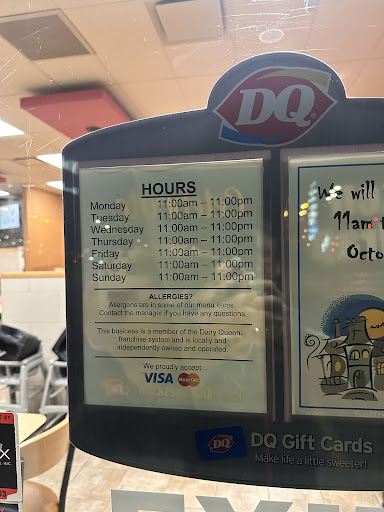 DQ
HOURS
Monday 11:00am – 11:00pm
Tuesday 11:00am – 11:00pm
Wednesday 11:00am – 11:00pm
Thursday 11:00am – 11:00pm
Friday 11:00am – 11:00pm
Saturday 11:00am – 11:00pm
Sunday 11:00am – 11:00pm
ALLERGIES?
Allergens are in some of our menu items.
Contact the manager if you have any questions.
This business is a member of the Dairy Queen
franchise system and is locally and
independently owned and operated.
We proudly accept
VISA MasterCard
We will
11am
Octo
DQ DQ Gift Cards
Make life a little sweeter!